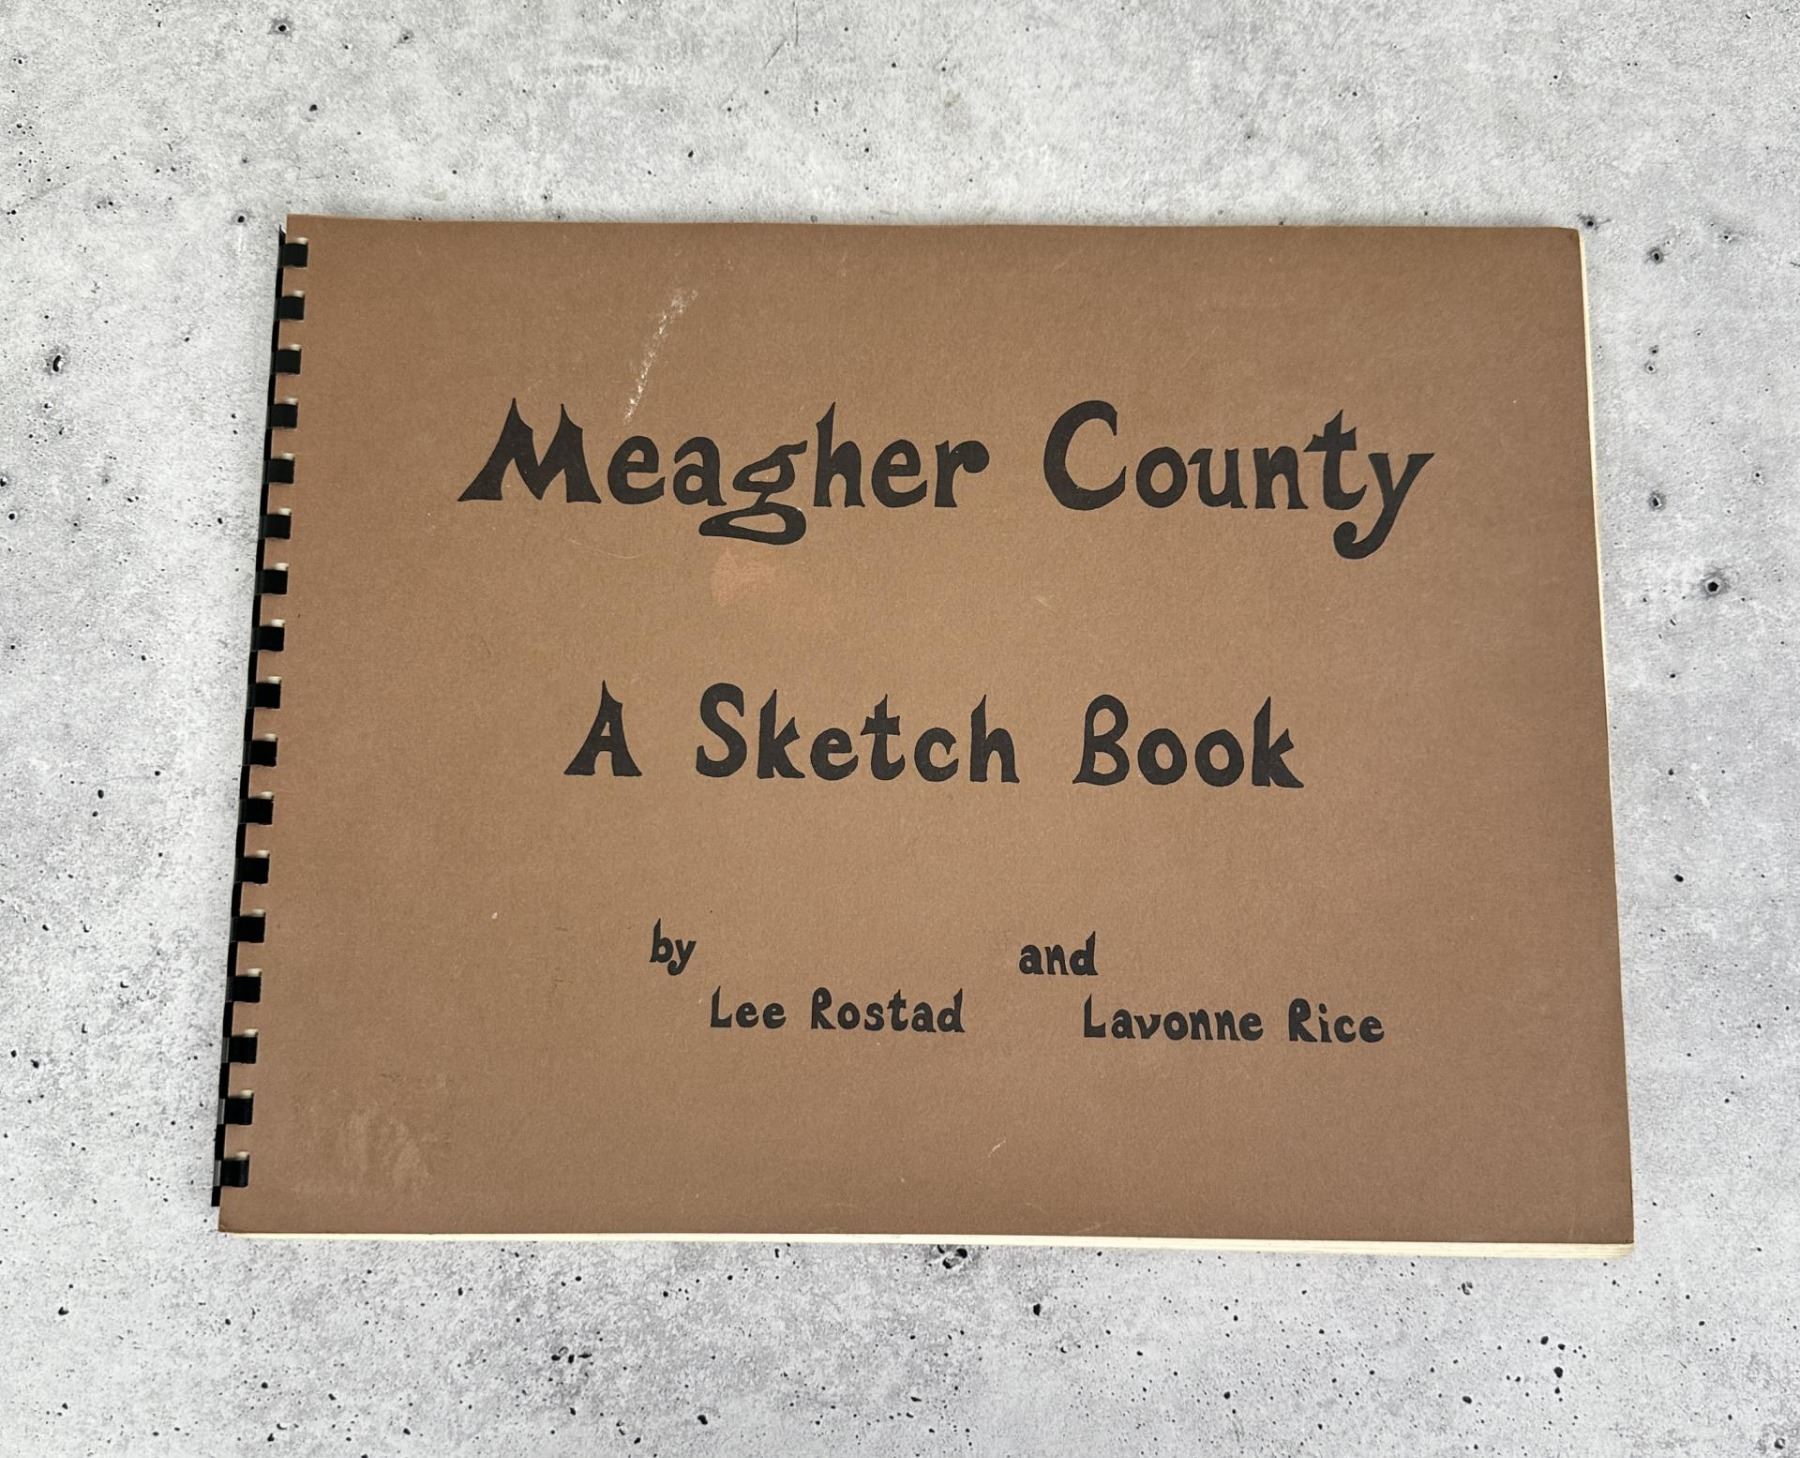 Meagher County
A Sketch Book
by Lee Rostad and Lavonne Rice